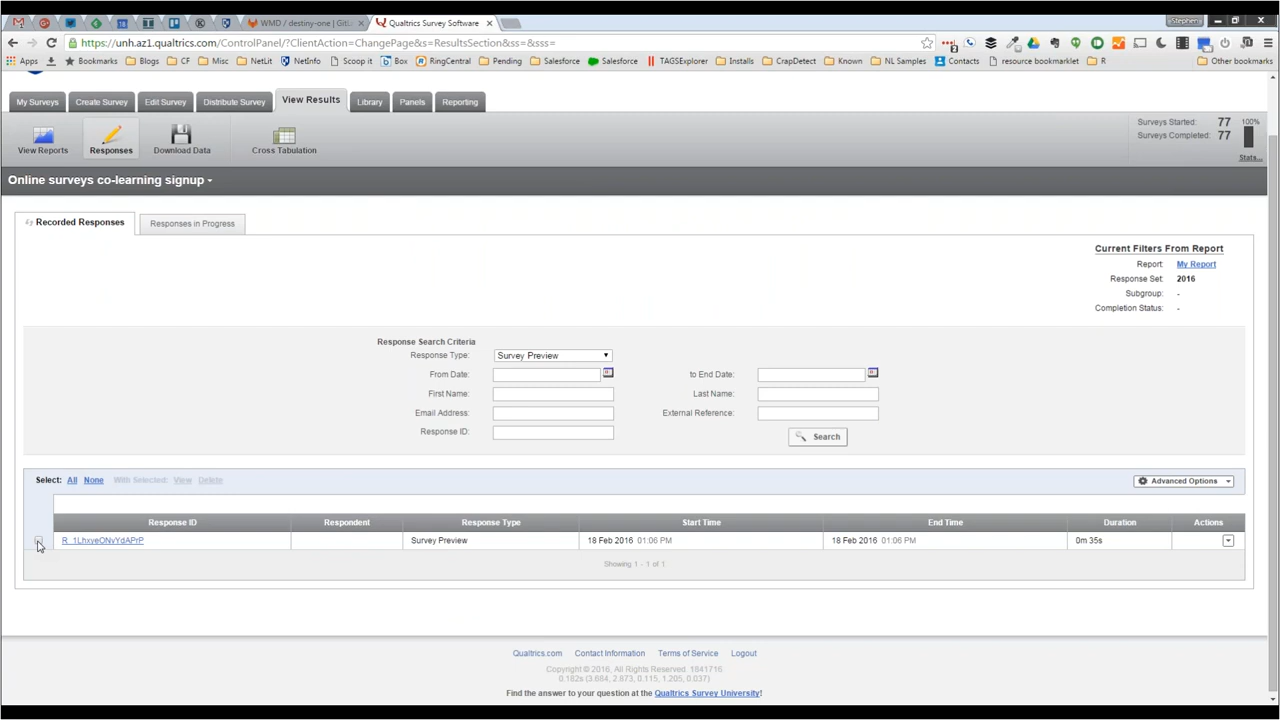 WMD / destiny-one | Git
Qualtrics Survey Software
Stephen
https://unh.az1.qualtrics.com/ControlPanel/?ClientAction=ChangePage&s=ResultsSection&ss=&sss=
Apps Bookmarks Blogs CF Misc NetLit NetInfo Scoop it Box RingCentral Pending Salesforce Salesforce TAGSExplorer Installs CrapDetect Known NL Samples Contacts resource bookmarklet R Other bookmarks
My Surveys Create Survey Edit Survey Distribute Survey View Results Library Panels Reporting
View Reports Responses Download Data Cross Tabulation
Surveys Started: 77 100%
Surveys Completed: 77
Stats...
Online surveys co-learning signup
Recorded Responses Responses in Progress
Current Filters From Report
Report: My Report
Response Set: 2016
Subgroup: -
Completion Status: -
Response Search Criteria
Response Type: Survey Preview
From Date: to End Date:
First Name: Last Name:
Email Address: External Reference:
Response ID:
Search
Select: All None With Selected: View Delete Advanced Options
Response ID Respondent Response Type Start Time End Time Duration Actions
R_1LhxyeONvYdAPrP Survey Preview 18 Feb 2016 01:06 PM 18 Feb 2016 01:06 PM 0m 35s
Showing 1 - 1 of 1
Qualtrics.com Contact Information Terms of Service Logout
Copyright © 2016, All Rights Reserved 1841716
0.182s (3.664, 2.873, 0.115, 1.205, 0.037)
Find the answer to your question at the Qualtrics Survey University!